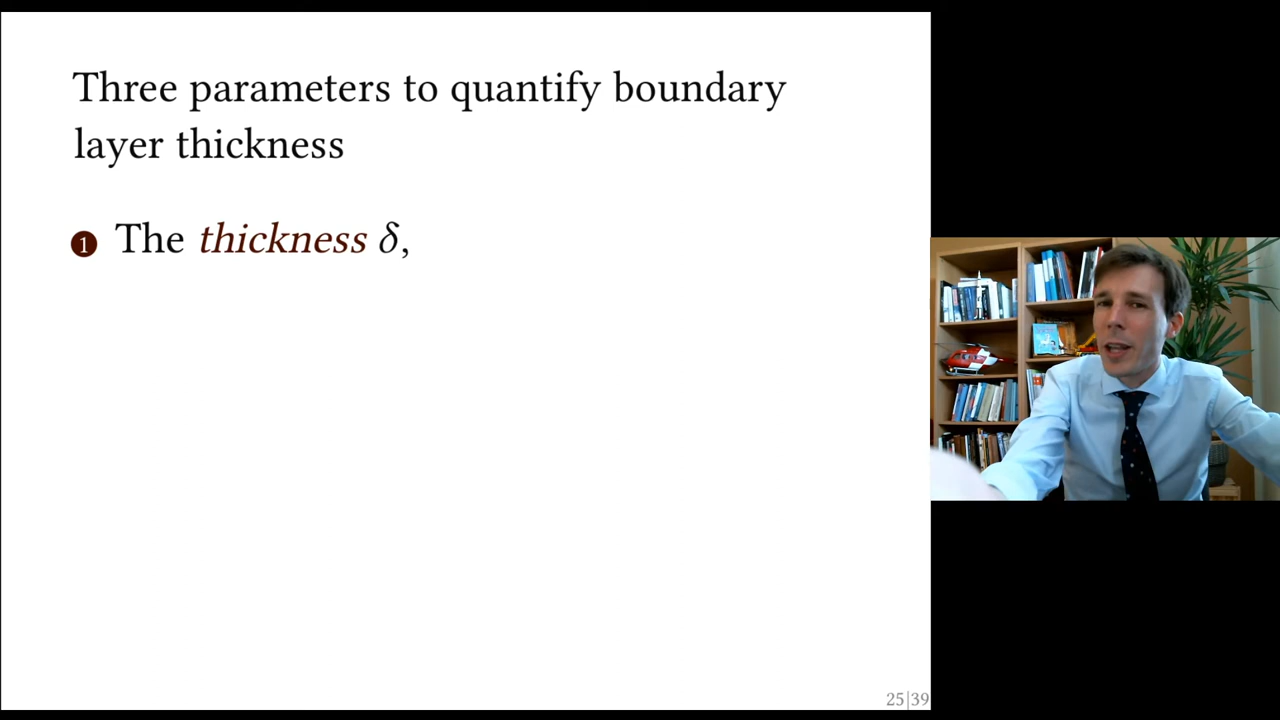 Three parameters to quantify boundary
layer thickness
1 The thickness δ,
25|39